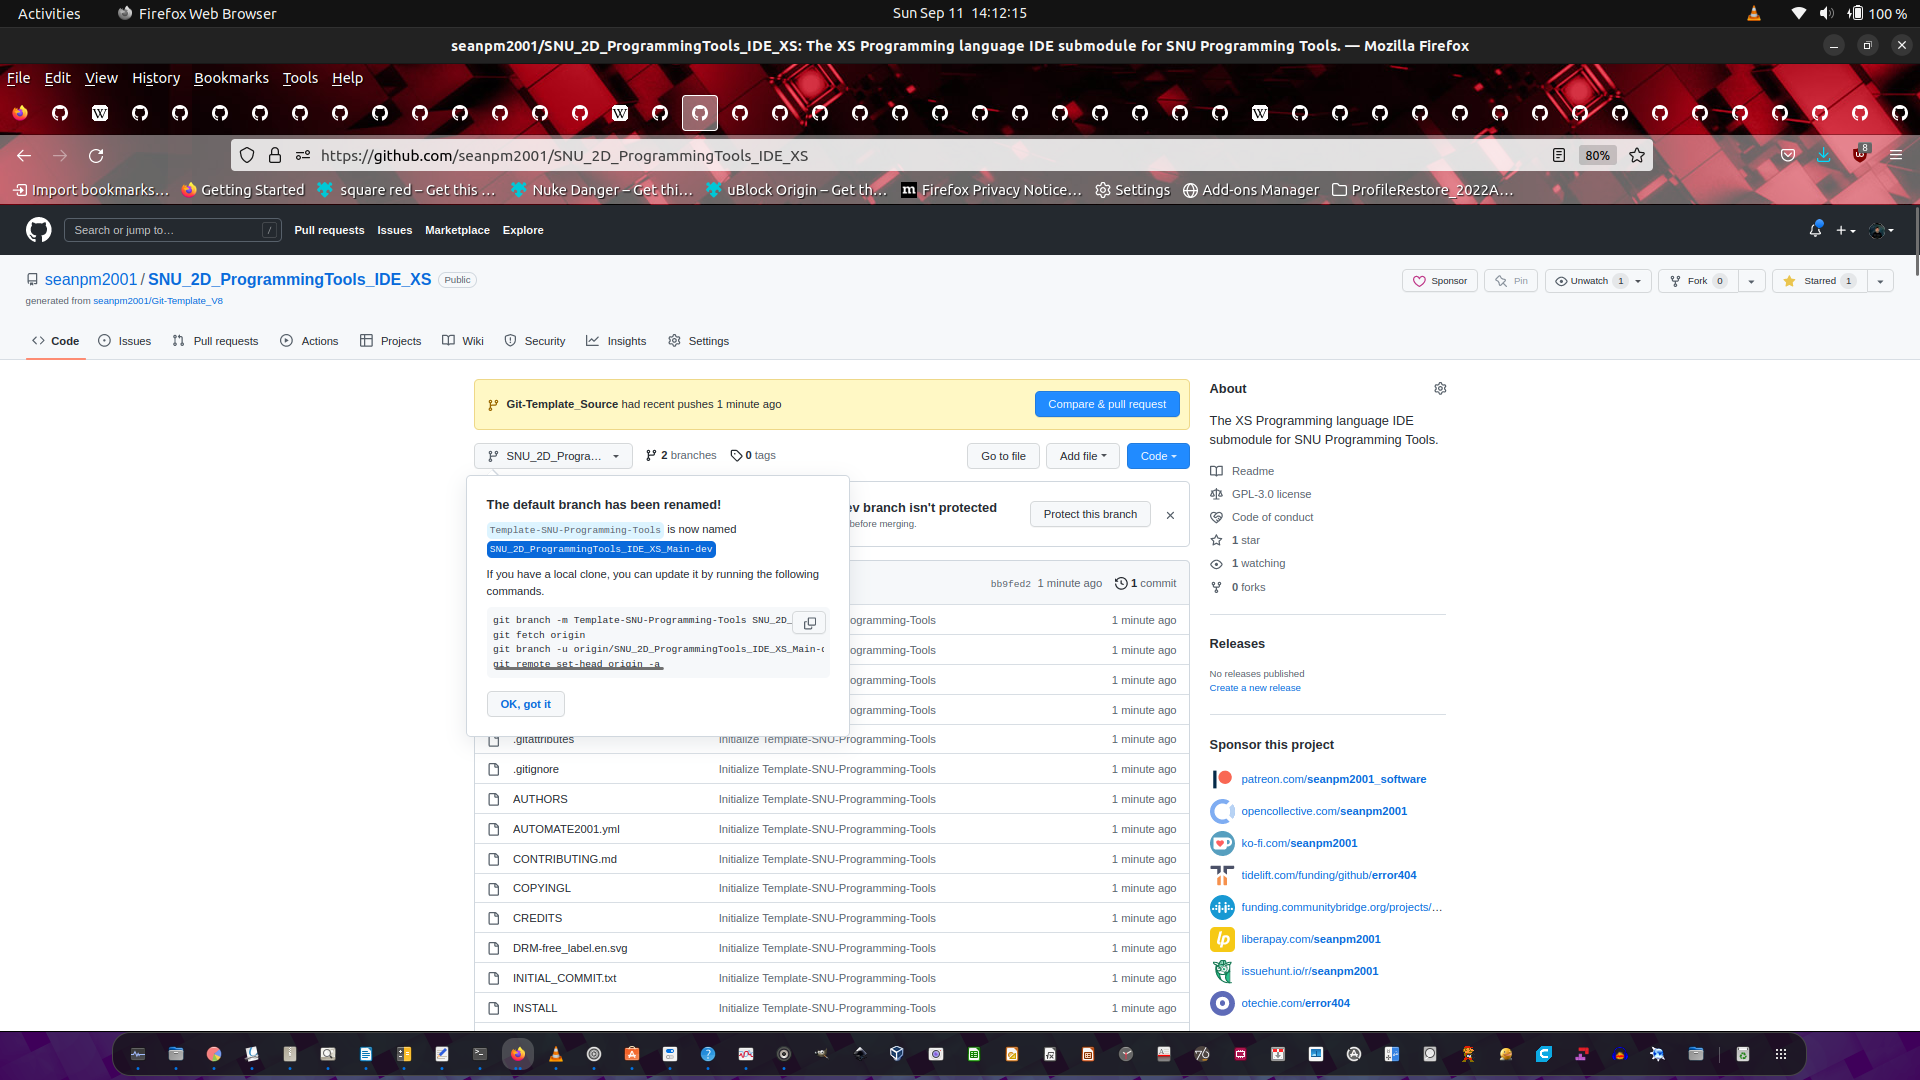 Activities
Firefox Web Browser
Sun Sep 11 14:12:15
100 %
seanpm2001/SNU_2D_ProgrammingTools_IDE_XS: The XS Programming language IDE submodule for SNU Programming Tools. — Mozilla Firefox
File Edit View History Bookmarks Tools Help
https://github.com/seanpm2001/SNU_2D_ProgrammingTools_IDE_XS
80%
8
Import bookmarks…
Getting Started
square red – Get this …
Nuke Danger – Get thi…
uBlock Origin – Get th…
Firefox Privacy Notice…
Settings
Add-ons Manager
ProfileRestore_2022A…
Search or jump to…
/
Pull requests
Issues
Marketplace
Explore
seanpm2001 / SNU_2D_ProgrammingTools_IDE_XS
Public
generated from seanpm2001/Git-Template_V8
Sponsor
Pin
Unwatch 1
Fork 0
Starred 1
Code
Issues
Pull requests
Actions
Projects
Wiki
Security
Insights
Settings
Git-Template_Source had recent pushes 1 minute ago
Compare & pull request
SNU_2D_Progra…
2 branches
0 tags
Go to file
Add file
Code
The default branch has been renamed!
Template-SNU-Programming-Tools is now named
SNU_2D_ProgrammingTools_IDE_XS_Main-dev
If you have a local clone, you can update it by running the following
commands.
git branch -m Template-SNU-Programming-Tools SNU_2D_
git fetch origin
git branch -u origin/SNU_2D_ProgrammingTools_IDE_XS_Main-d
git remote set-head origin -a
OK, got it
ev branch isn't protected
before merging.
Protect this branch
bb9fed2 1 minute ago
1 commit
ogramming-Tools 1 minute ago
ogramming-Tools 1 minute ago
ogramming-Tools 1 minute ago
ogramming-Tools 1 minute ago
.gitattributes Initialize Template-SNU-Programming-Tools 1 minute ago
.gitignore Initialize Template-SNU-Programming-Tools 1 minute ago
AUTHORS Initialize Template-SNU-Programming-Tools 1 minute ago
AUTOMATE2001.yml Initialize Template-SNU-Programming-Tools 1 minute ago
CONTRIBUTING.md Initialize Template-SNU-Programming-Tools 1 minute ago
COPYINGL Initialize Template-SNU-Programming-Tools 1 minute ago
CREDITS Initialize Template-SNU-Programming-Tools 1 minute ago
DRM-free_label.en.svg Initialize Template-SNU-Programming-Tools 1 minute ago
INITIAL_COMMIT.txt Initialize Template-SNU-Programming-Tools 1 minute ago
INSTALL Initialize Template-SNU-Programming-Tools 1 minute ago
About
The XS Programming language IDE
submodule for SNU Programming Tools.
Readme
GPL-3.0 license
Code of conduct
1 star
1 watching
0 forks
Releases
No releases published
Create a new release
Sponsor this project
patreon.com/seanpm2001_software
opencollective.com/seanpm2001
ko-fi.com/seanpm2001
tidelift.com/funding/github/error404
funding.communitybridge.org/projects/…
liberapay.com/seanpm2001
issuehunt.io/r/seanpm2001
otechie.com/error404